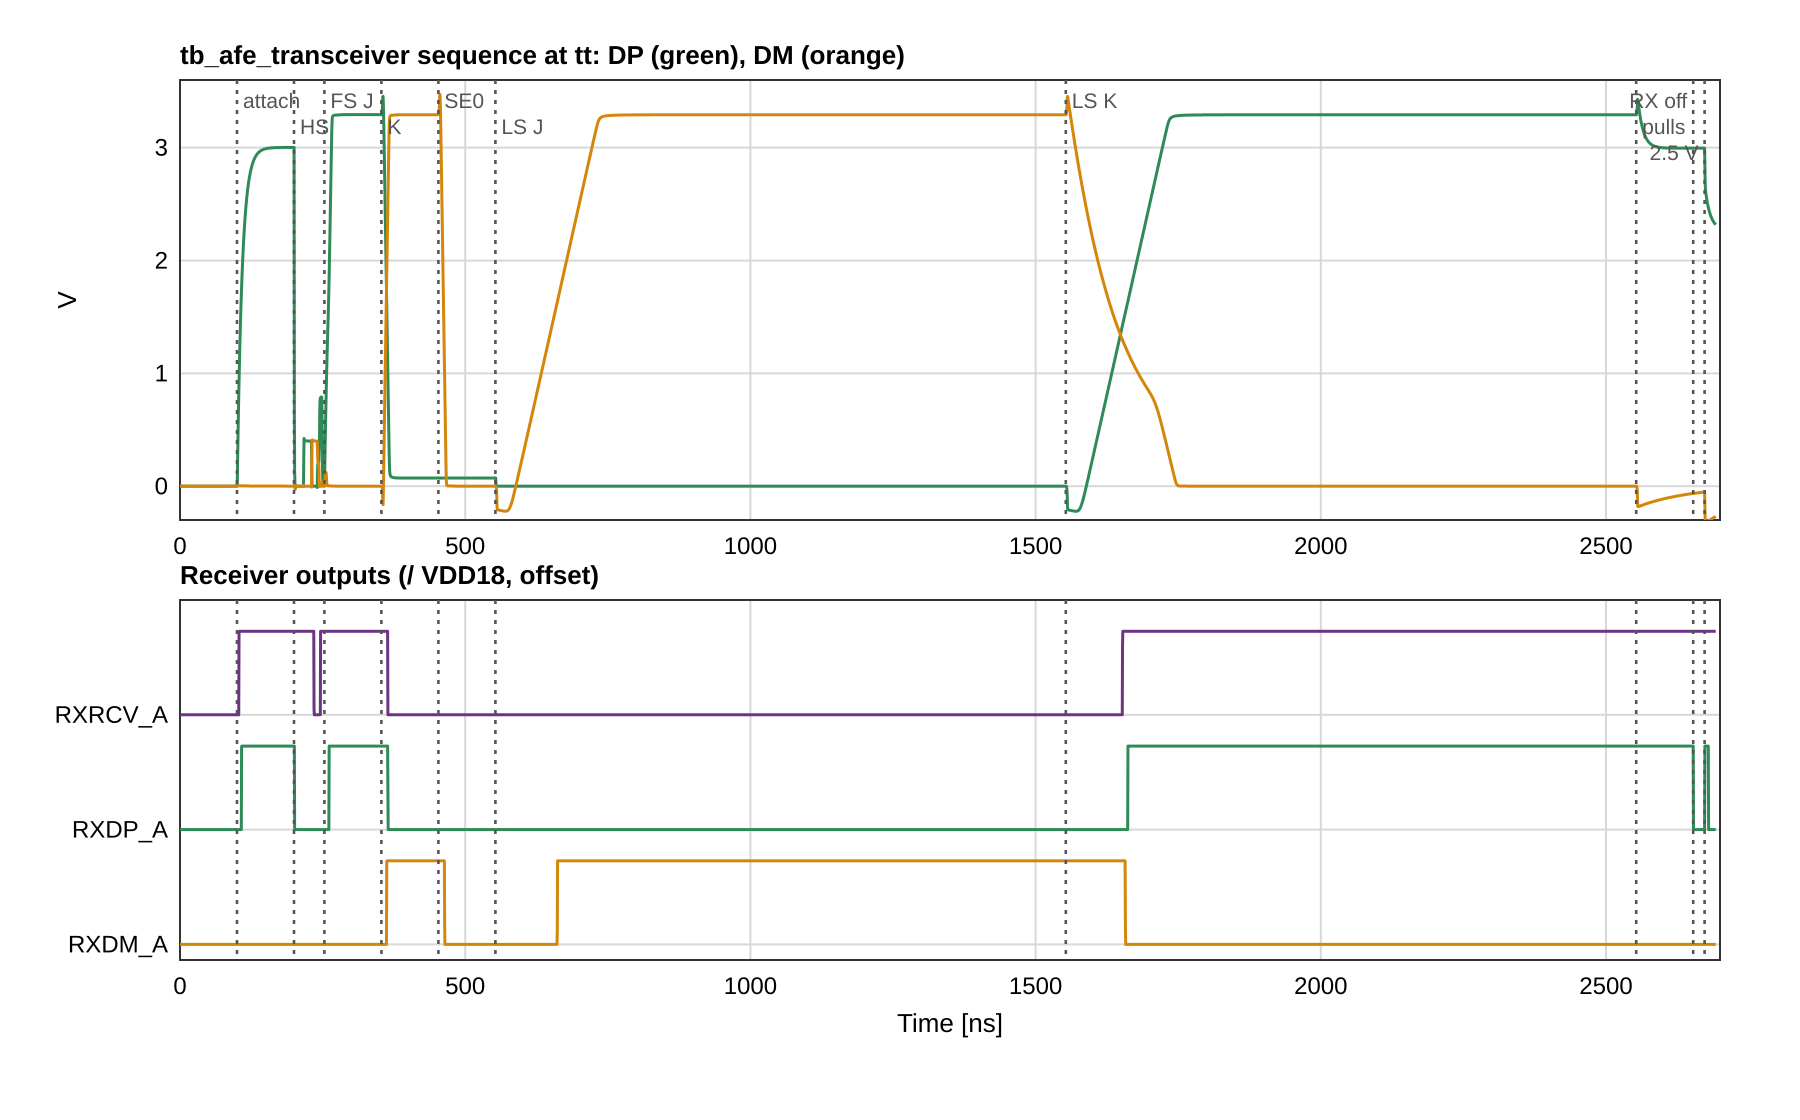 tb_afe_transceiver sequence at tt: DP (green), DM (orange)
attach
HS
FS J
K
SE0
LS J
LS K
RX off
pulls
2.5 V
V
3
2
1
0
0 500 1000 1500 2000 2500
Receiver outputs (/ VDD18, offset)
RXRCV_A
RXDP_A
RXDM_A
0 500 1000 1500 2000 2500
Time [ns]